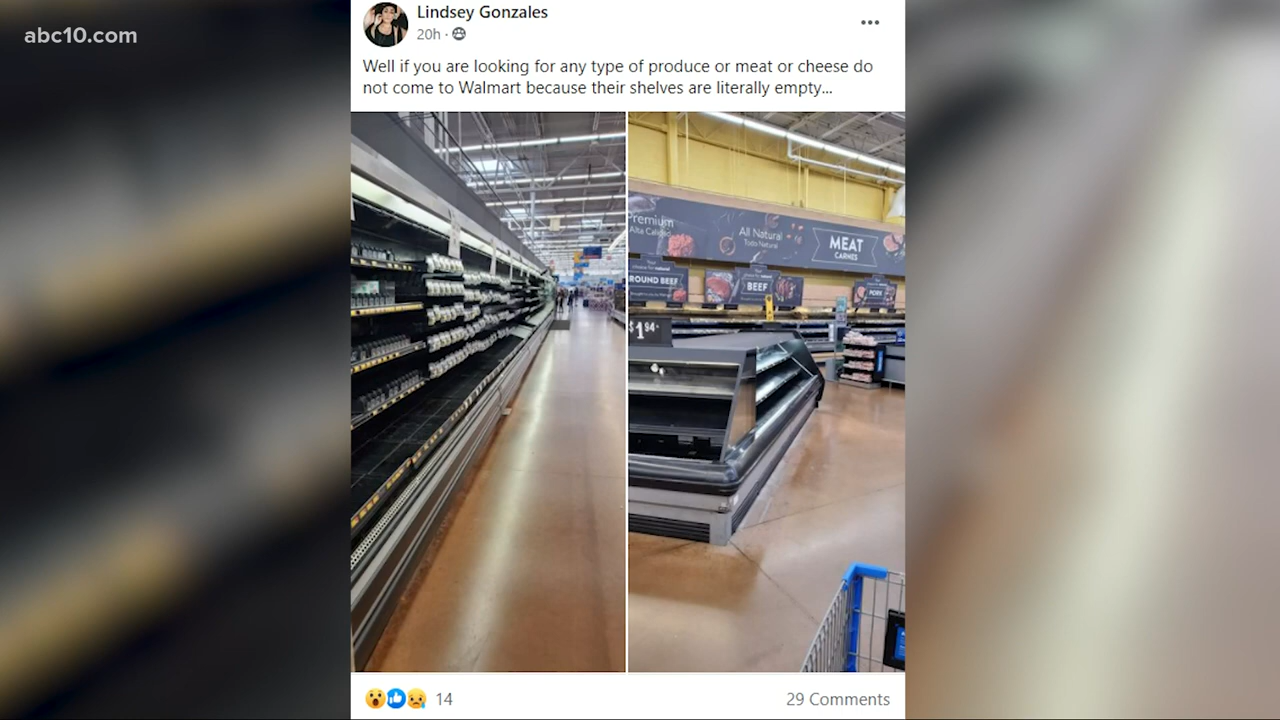 abc10.com
Lindsey Gonzales
20h ·
Well if you are looking for any type of produce or meat or cheese do
not come to Walmart because their shelves are literally empty...
Premium
Alta Calidad
All Natural
Todo Natural
MEAT
CARNES
ROUND BEEF
BEEF
PORK
$1 94
14
29 Comments